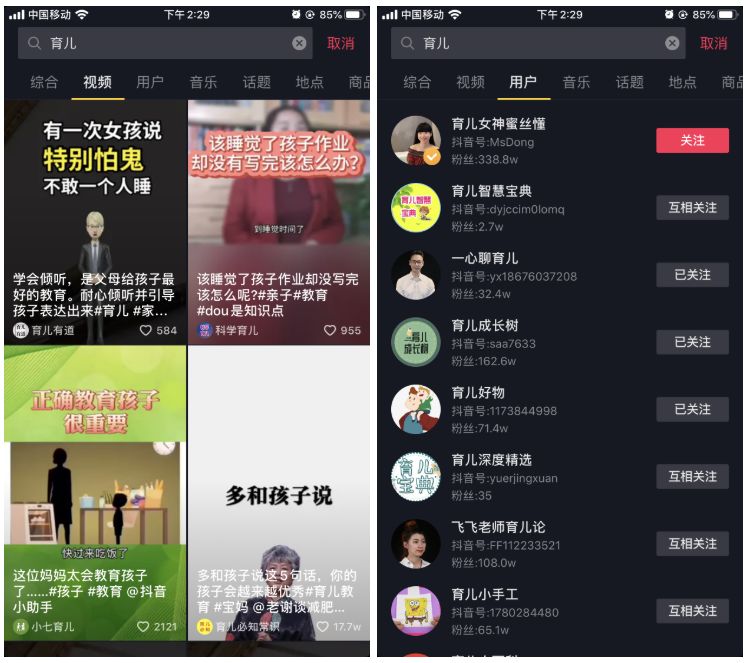 中国移动
下午2:29
85%
育儿
取消
综合
视频
用户
音乐
话题
地点
商品
有一次女孩说
特别怕鬼
不敢一个人睡
学会倾听，是父母给孩子最
好的教育。耐心倾听并引导
孩子表达出来#育儿 #家...
育儿有道
584
该睡觉了孩子作业
却没有写完该怎么办?
到睡觉时间了
该睡觉了孩子作业却没写完
该怎么呢?#亲子#教育
#dou是知识点
科学育儿
955
正确教育孩子
很重要
快过来吃饭了
这位妈妈太会教育孩子
了......#孩子 #教育 @抖音
小助手
小七育儿
2121
多和孩子说
多和孩子说这5句话，你的
孩子会越来越优秀#育儿教
育 #宝妈 @老谢谈减肥...
育儿必知常识
17.7w
中国移动
下午2:29
85%
育儿
取消
综合
视频
用户
音乐
话题
地点
商品
育儿女神蜜丝懂
抖音号:MsDong
粉丝:338.8w
关注
育儿智慧
宝典
育儿智慧宝典
抖音号:dyjccim0lomq
粉丝:2.7w
互相关注
一心聊育儿
抖音号:yx18676037208
粉丝:32.4w
已关注
育儿
成长树
育儿成长树
抖音号:saa7633
粉丝:162.6w
已关注
育儿好物
抖音号:1173844998
粉丝:71.4w
已关注
育儿
宝典
育儿深度精选
抖音号:yuerjingxuan
粉丝:35
互相关注
飞飞老师育儿论
抖音号:FF112233521
粉丝:108.0w
互相关注
育儿小手工
抖音号:1780284480
粉丝:65.1w
互相关注